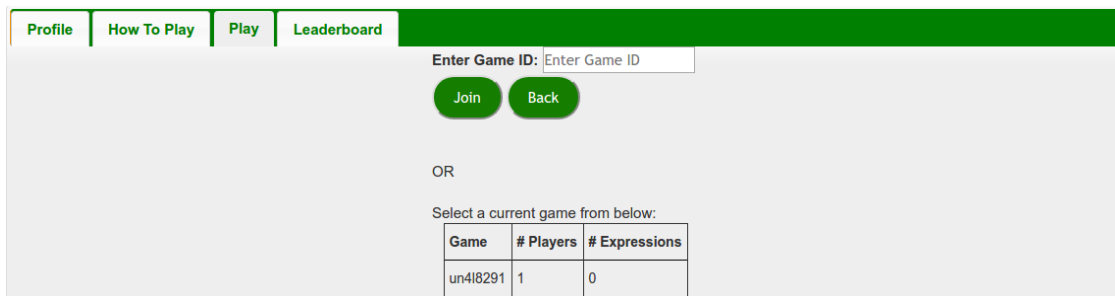 Profile How To Play Play Leaderboard
Enter Game ID: Enter Game ID
Join Back
OR
Select a current game from below:
Game # Players # Expressions
un4l8291 1 0